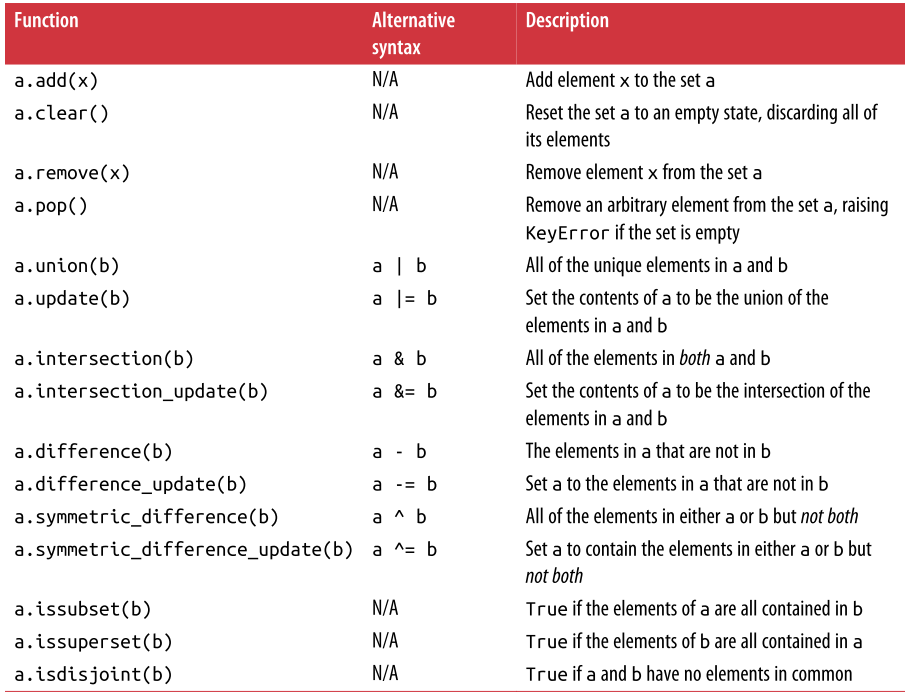 Function Alternative syntax Description
a.add(x) N/A Add element x to the set a
a.clear() N/A Reset the set a to an empty state, discarding all of
its elements
a.remove(x) N/A Remove element x from the set a
a.pop() N/A Remove an arbitrary element from the set a, raising
KeyError if the set is empty
a.union(b) a | b All of the unique elements in a and b
a.update(b) a |= b Set the contents of a to be the union of the
elements in a and b
a.intersection(b) a & b All of the elements in both a and b
a.intersection_update(b) a &= b Set the contents of a to be the intersection of the
elements in a and b
a.difference(b) a - b The elements in a that are not in b
a.difference_update(b) a -= b Set a to the elements in a that are not in b
a.symmetric_difference(b) a ^ b All of the elements in either a or b but not both
a.symmetric_difference_update(b) a ^= b Set a to contain the elements in either a or b but
not both
a.issubset(b) N/A True if the elements of a are all contained in b
a.issuperset(b) N/A True if the elements of b are all contained in a
a.isdisjoint(b) N/A True if a and b have no elements in common